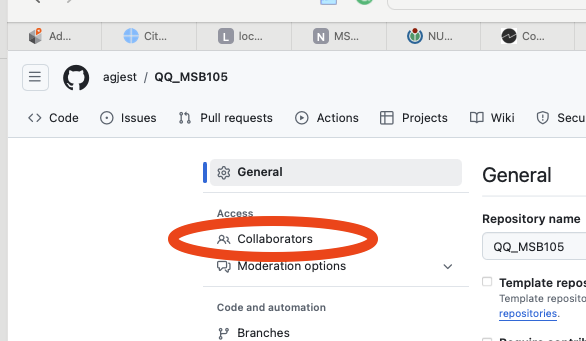 Ad...
Cit...
L loc...
N MS...
NU...
Co...
agjest / QQ_MSB105
Code Issues Pull requests Actions Projects Wiki Secu
General
General
Access
Repository name
Collaborators
QQ_MSB105
Moderation options
Template repos
Template reposito
repositories.
Code and automation
Branches